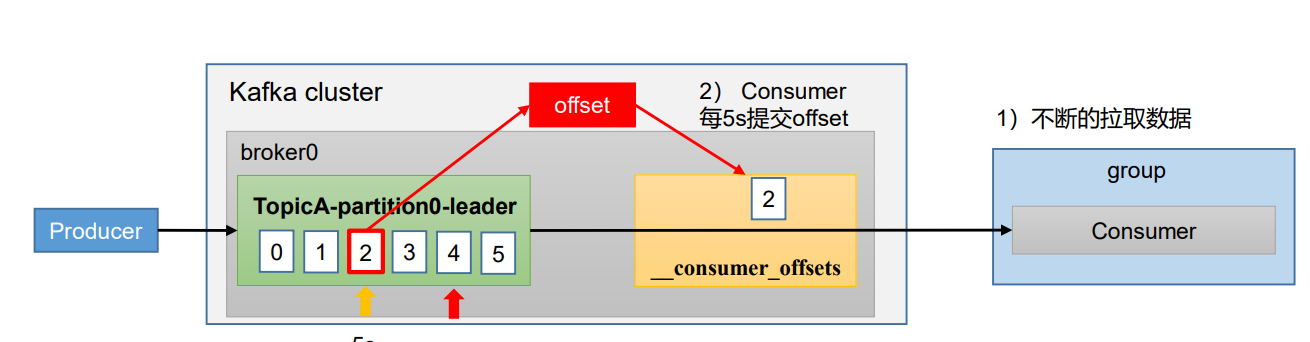 Kafka cluster
offset
2） Consumer
每5s提交offset
1）不断的拉取数据
broker0
group
TopicA-partition0-leader
2
Producer
0 1 2 3 4 5
Consumer
__consumer_offsets